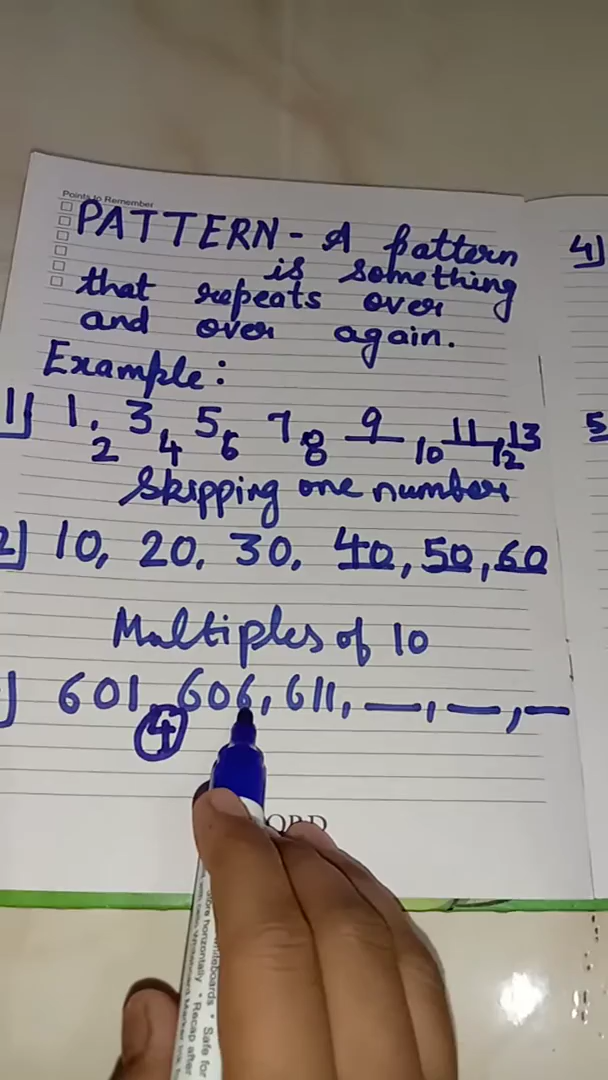 Points to Remember
PATTERN - A pattern
is something
that repeats over
and over again.
Example:
1) 1, 3, 5, 7, 9, 11, 13
2 4 6 8 10 12
Skipping one number
2) 10, 20, 30, 40, 50, 60
Multiples of 10
) 601, 606, 611, __, __, __
4
4)
5